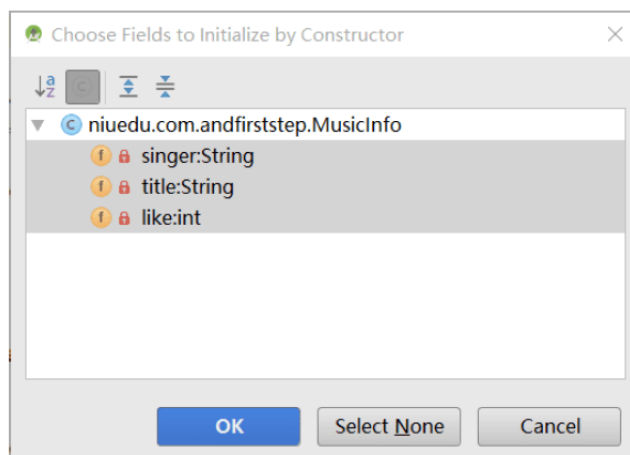 Choose Fields to Initialize by Constructor
niuedu.com.andfirststep.MusicInfo
singer:String
title:String
like:int
OK Select None Cancel